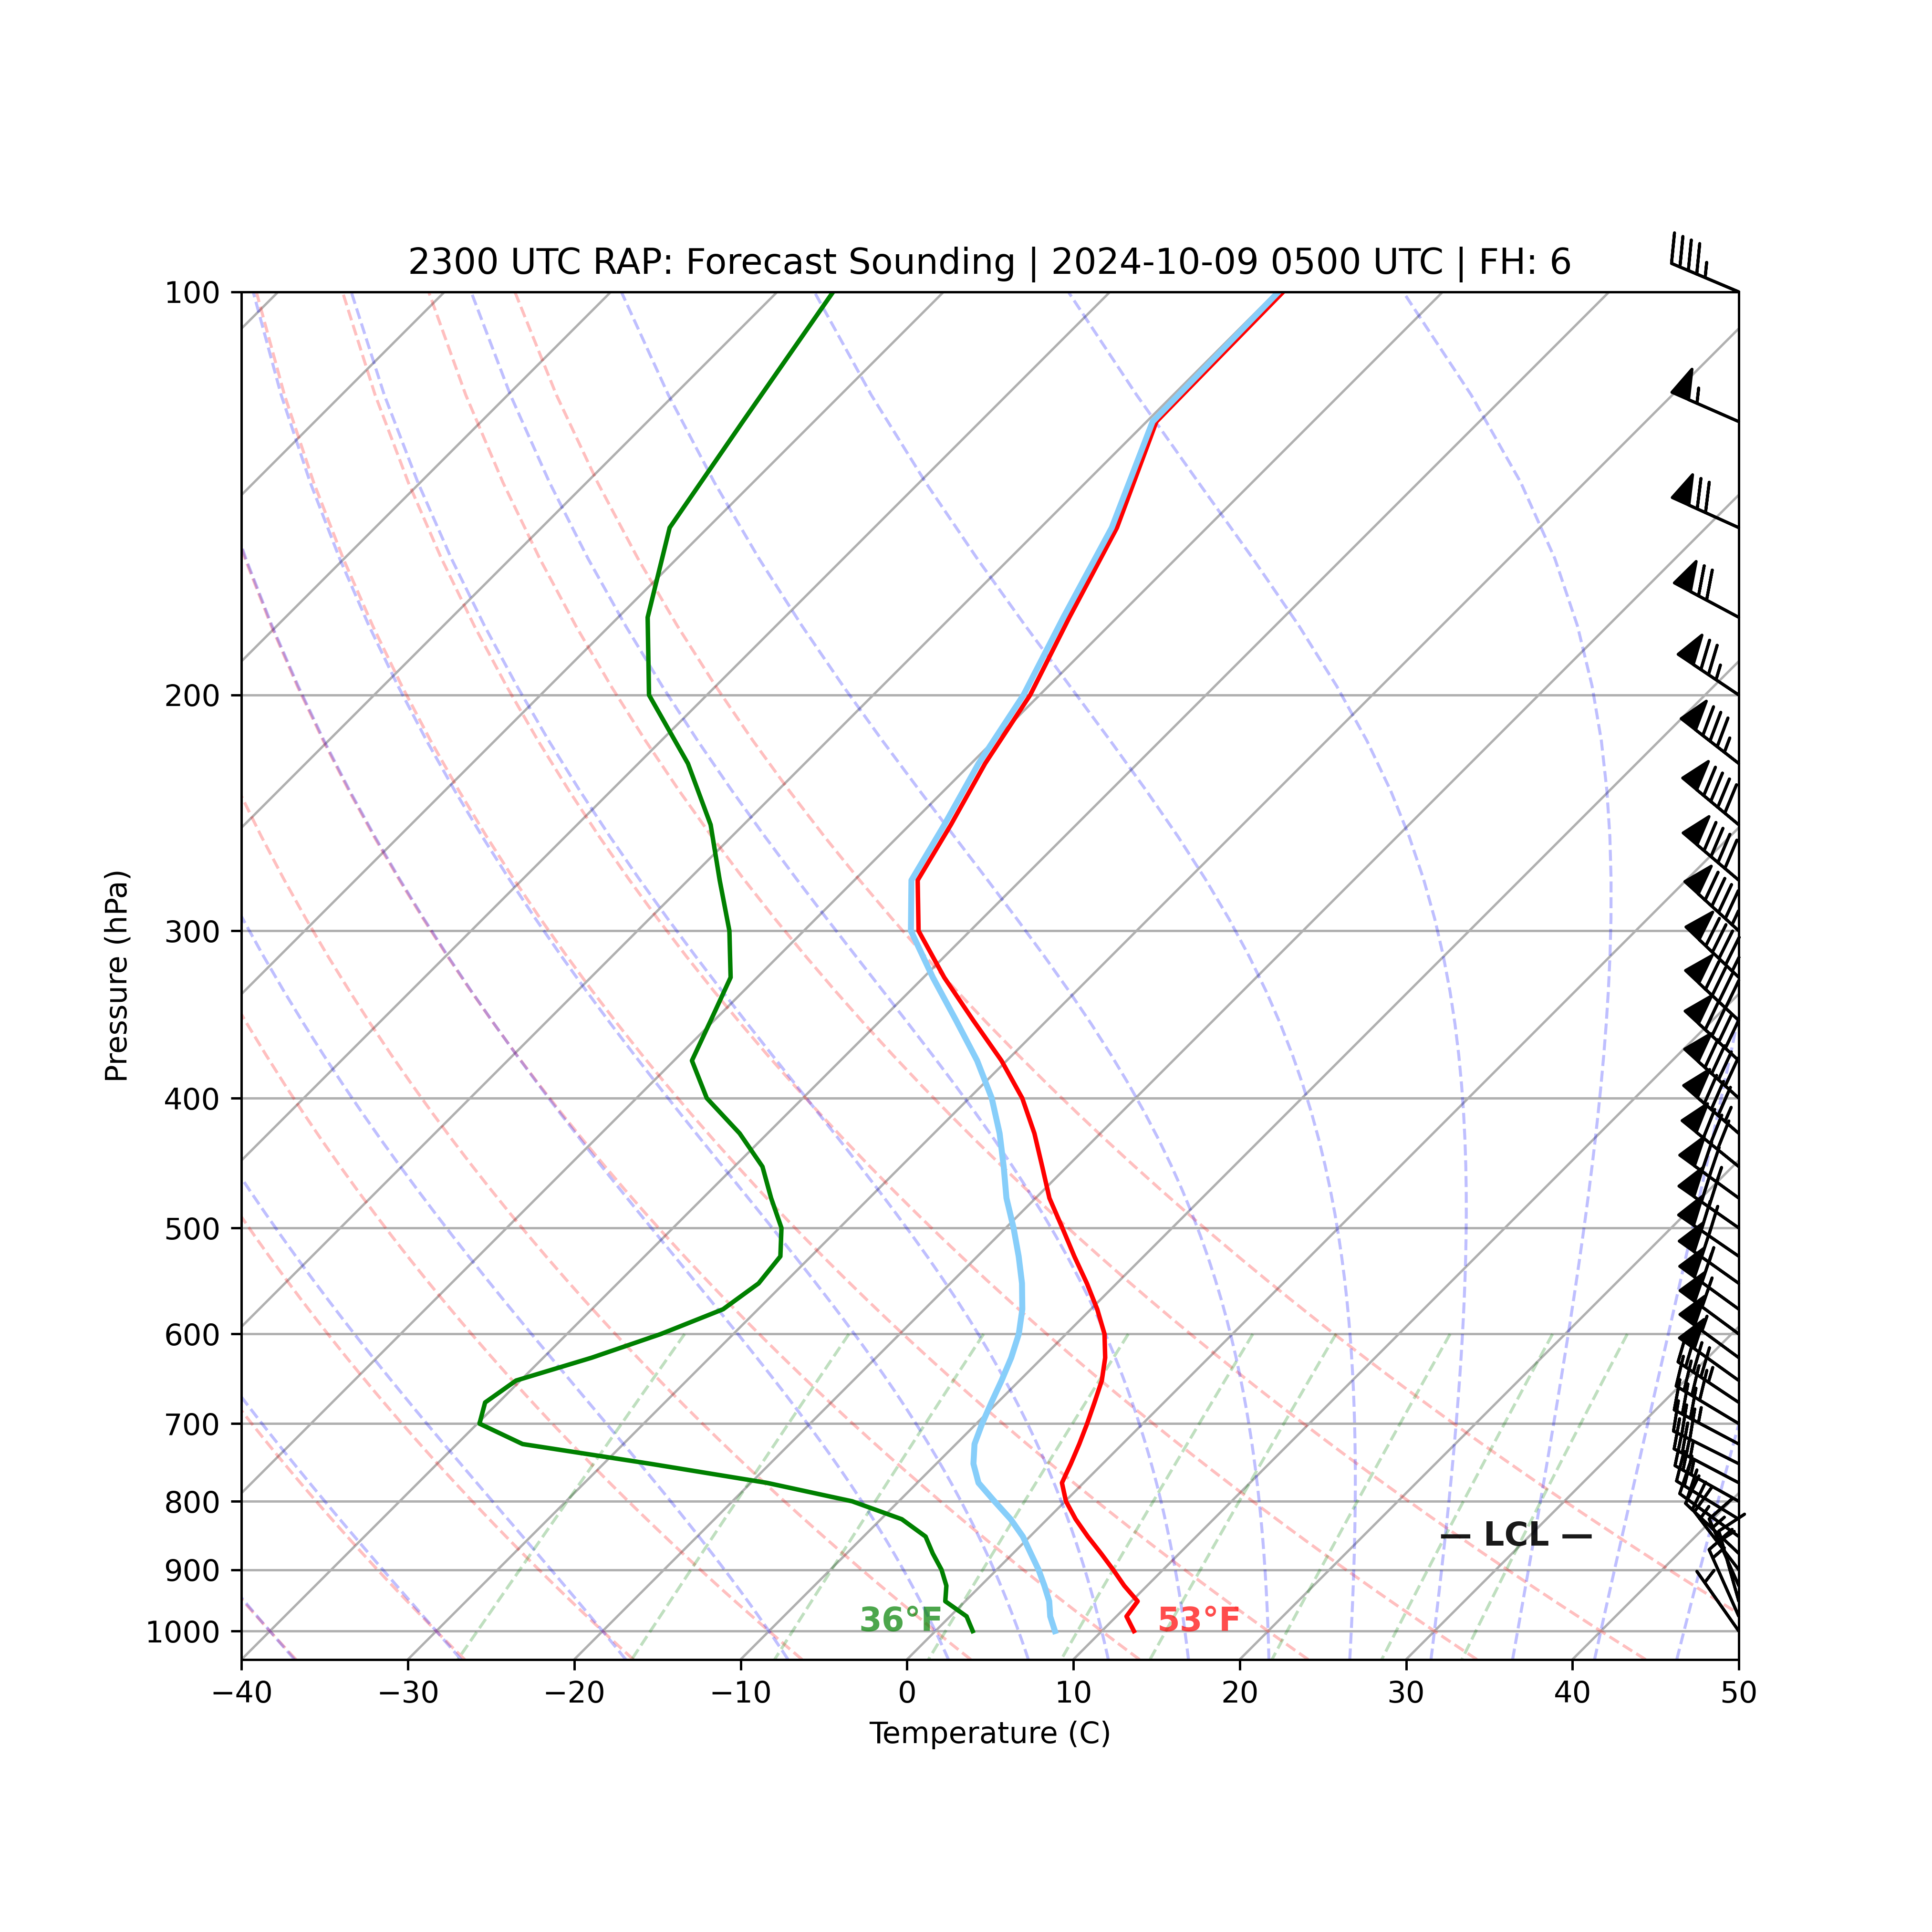 2300 UTC RAP: Forecast Sounding | 2024-10-09 0500 UTC | FH: 6
100
200
300
400
500
600
700
800
900
1000
Pressure (hPa)
— LCL —
36°F
53°F
−40 −30 −20 −10 0 10 20 30 40 50
Temperature (C)